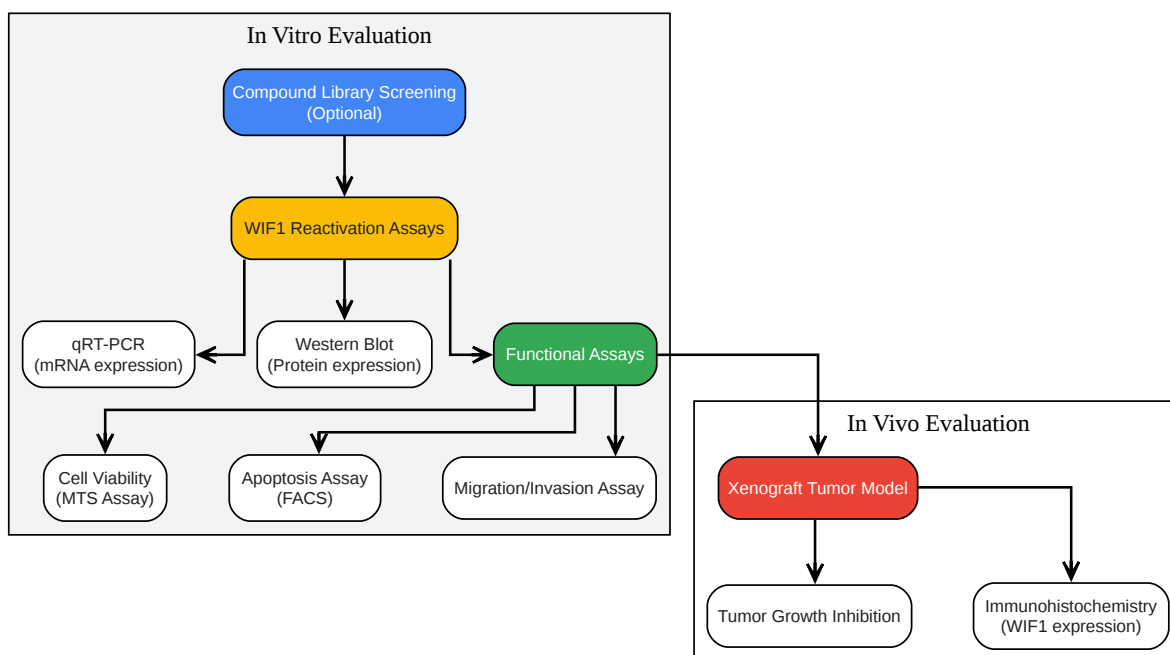 In Vitro Evaluation
Compound Library Screening
(Optional)
WIF1 Reactivation Assays
qRT-PCR
(mRNA expression)
Western Blot
(Protein expression)
Functional Assays
Cell Viability
(MTS Assay)
Apoptosis Assay
(FACS)
Migration/Invasion Assay
In Vivo Evaluation
Xenograft Tumor Model
Tumor Growth Inhibition
Immunohistochemistry
(WIF1 expression)